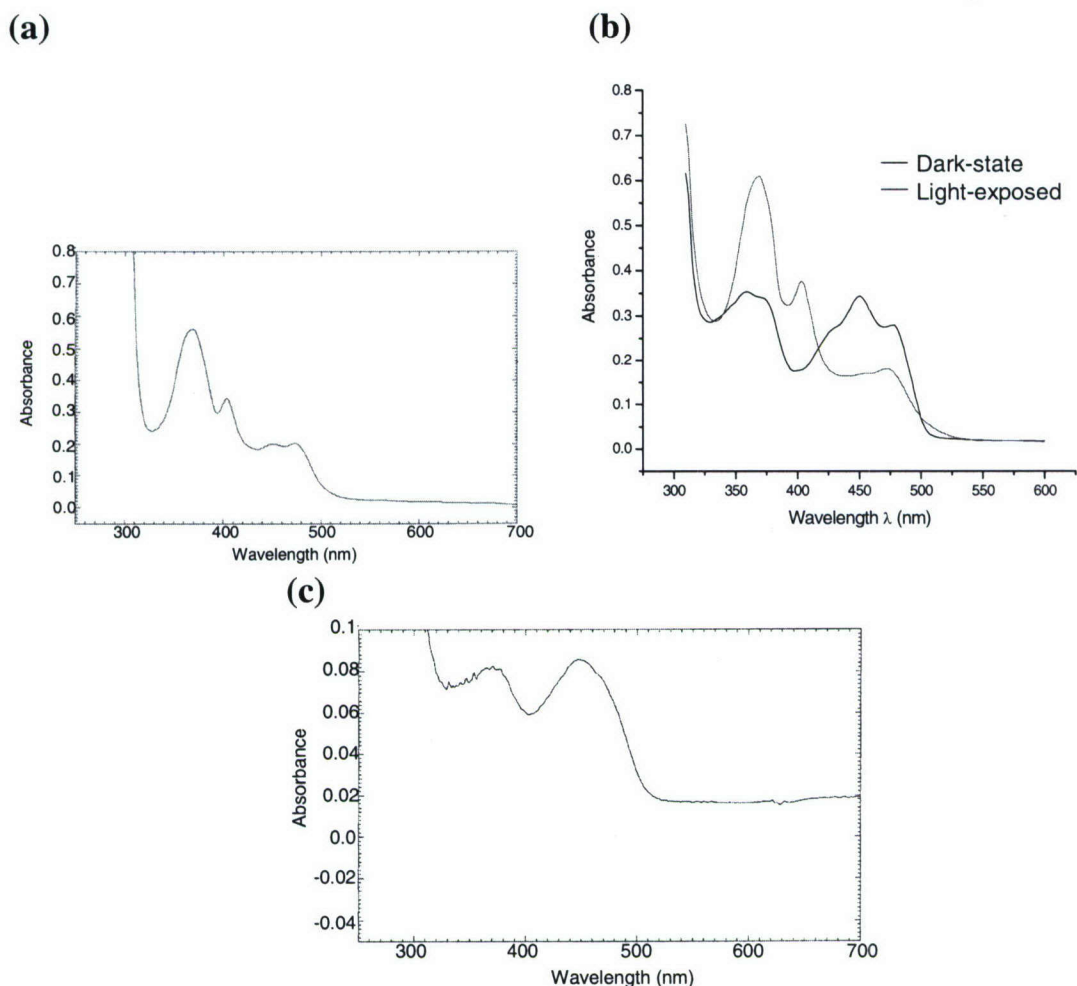 (a)
(b)
0.8
0.7
0.6
0.5
0.4
0.3
0.2
0.1
0.0
Absorbance
300 350 400 450 500 550 600
Wavelength λ (nm)
Dark-state
Light-exposed
0.8
0.7
0.6
0.5
0.4
0.3
0.2
0.1
0.0
Absorbance
300 400 500 600 700
Wavelength (nm)
(c)
0.1
0.08
0.06
0.04
0.02
0.0
-0.02
-0.04
Absorbance
300 400 500 600 700
Wavelength (nm)